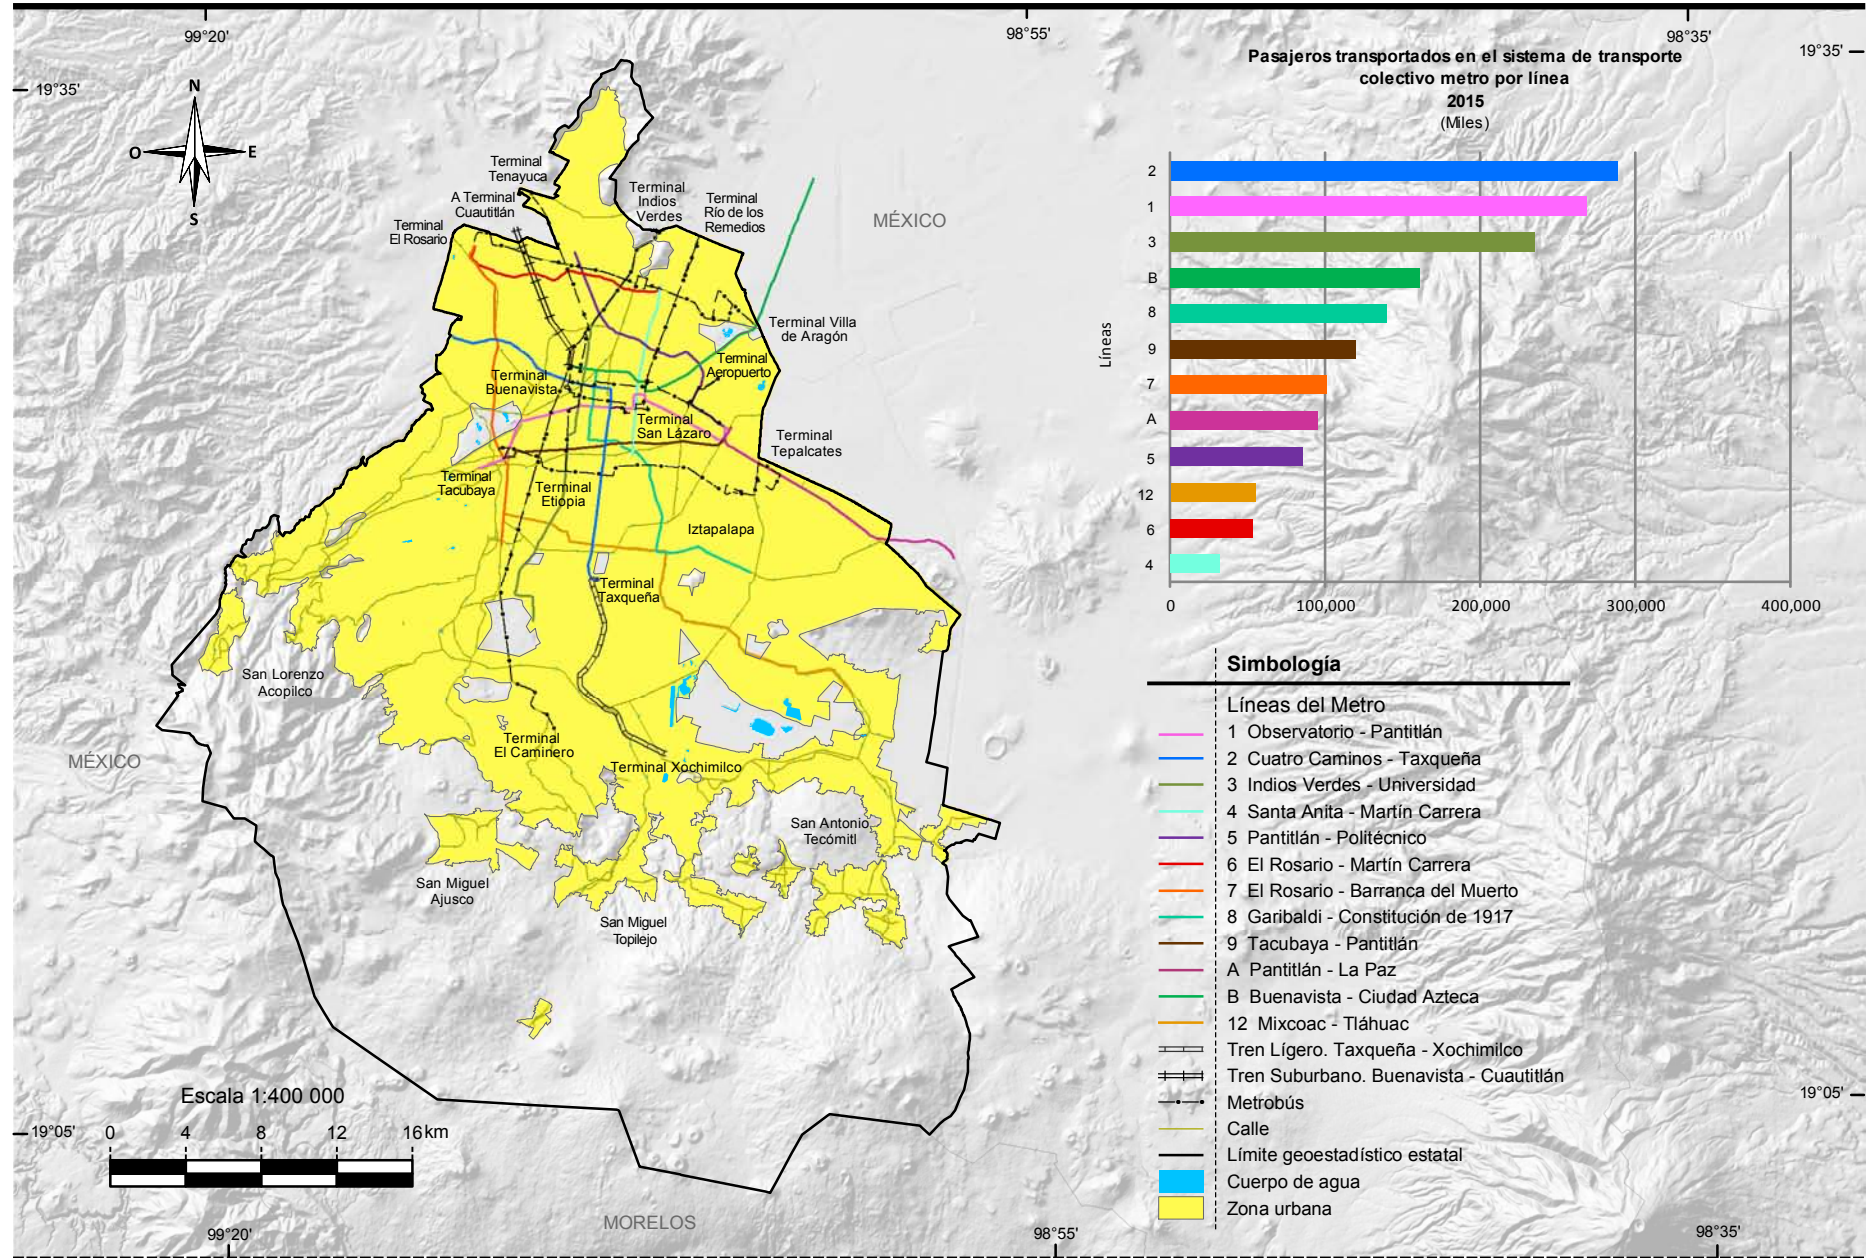 99°20'
98°55'
98°35'
19°35'
19°35'
N
O
E
S
Terminal
Tenayuca
A Terminal
Cuautitlán
Terminal
El Rosario
Terminal
Indios
Verdes
Terminal
Río de los
Remedios
MÉXICO
Terminal Villa
de Aragón
Terminal
Aeropuerto
Terminal
Buenavista
Terminal
San Lázaro
Terminal
Tepalcates
Terminal
Tacubaya
Terminal
Etiopia
Iztapalapa
Terminal
Taxqueña
San Lorenzo
Acopilco
Terminal
El Caminero
Terminal Xochimilco
MÉXICO
San Antonio
Tecómitl
San Miguel
Ajusco
San Miguel
Topilejo
MORELOS
Escala 1:400 000
0 4 8 12 16 km
19°05'
19°05'
99°20'
98°55'
98°35'
Pasajeros transportados en el sistema de transporte
colectivo metro por línea
2015
(Miles)
Líneas
2
1
3
B
8
9
7
A
5
12
6
4
0 100,000 200,000 300,000 400,000
Simbología
Líneas del Metro
1 Observatorio - Pantitlán
2 Cuatro Caminos - Taxqueña
3 Indios Verdes - Universidad
4 Santa Anita - Martín Carrera
5 Pantitlán - Politécnico
6 El Rosario - Martín Carrera
7 El Rosario - Barranca del Muerto
8 Garibaldi - Constitución de 1917
9 Tacubaya - Pantitlán
A Pantitlán - La Paz
B Buenavista - Ciudad Azteca
12 Mixcoac - Tláhuac
Tren Lígero. Taxqueña - Xochimilco
Tren Suburbano. Buenavista - Cuautitlán
Metrobús
Calle
Límite geoestadístico estatal
Cuerpo de agua
Zona urbana